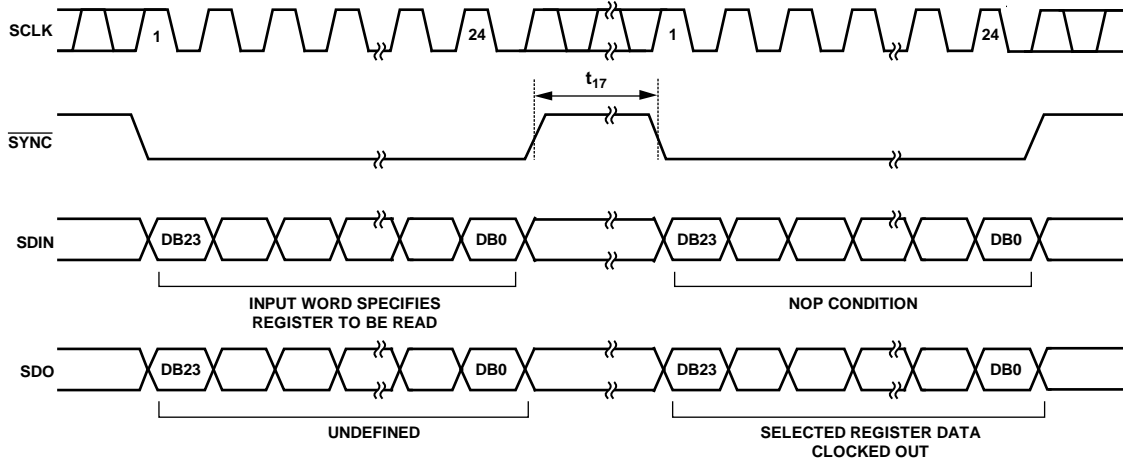 SCLK
1
24
1
24
t17
SYNC
SDIN
DB23
DB0
DB23
DB0
INPUT WORD SPECIFIES
REGISTER TO BE READ
NOP CONDITION
SDO
DB23
DB0
DB23
DB0
UNDEFINED
SELECTED REGISTER DATA
CLOCKED OUT